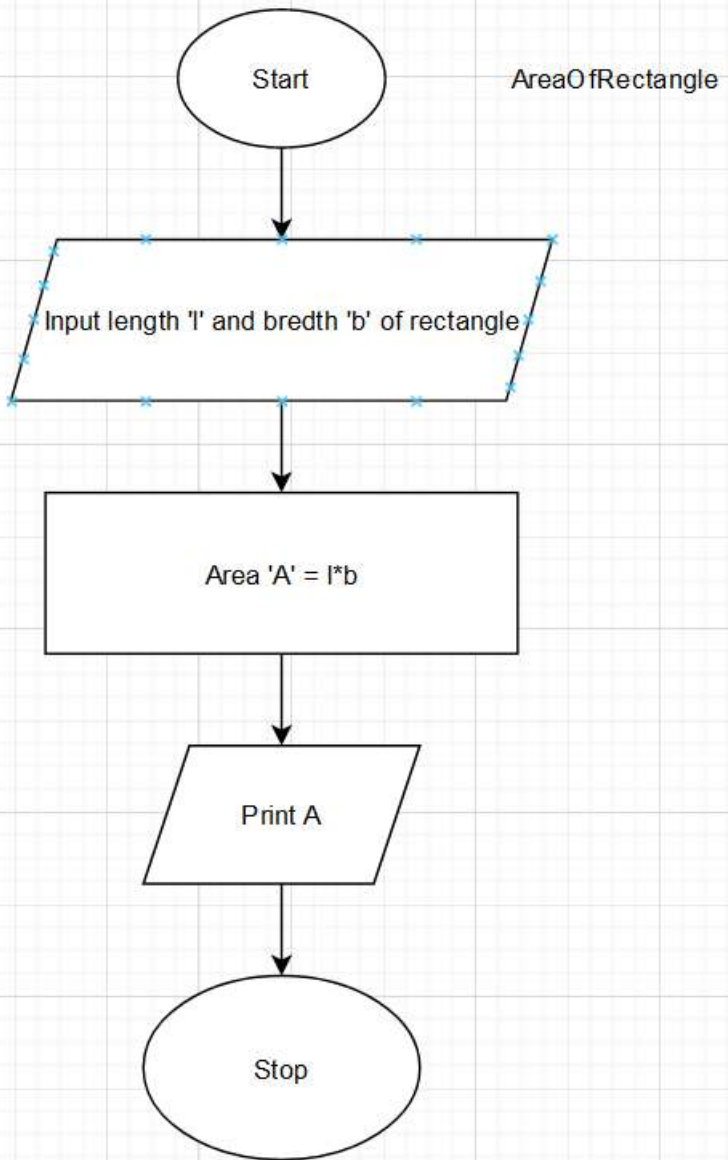 Start
AreaOfRectangle
Input length 'l' and bredth 'b' of rectangle
Area 'A' = l*b
Print A
Stop